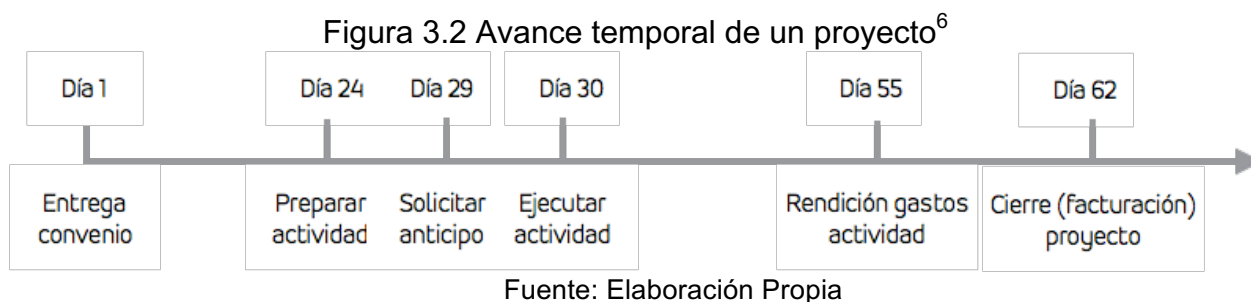 Figura 3.2 Avance temporal de un proyecto6
Día 1
Día 24
Día 29
Día 30
Día 55
Día 62
Entrega
convenio
Preparar
actividad
Solicitar
anticipo
Ejecutar
actividad
Rendición gastos
actividad
Cierre (facturación)
proyecto
Fuente: Elaboración Propia